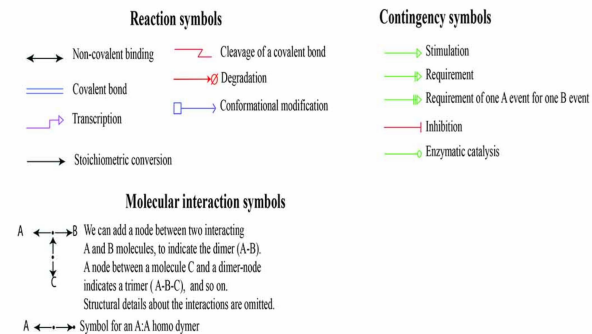 Reaction symbols
Non-covalent binding
Covalent bond
Transcription
Stoichiometric conversion
Cleavage of a covalent bond
Degradation
Conformational modification
Contingency symbols
Stimulation
Requirement
Requirement of one A event for one B event
Inhibition
Enzymatic catalysis
Molecular interaction symbols
A B We can add a node between two interacting
A and B molecules, to indicate the dimer (A-B).
A node between a molecule C and a dimer-node
C indicates a trimer ( A-B-C), and so on.
Structural details about the interactions are omitted.
A Symbol for an A:A homo dymer